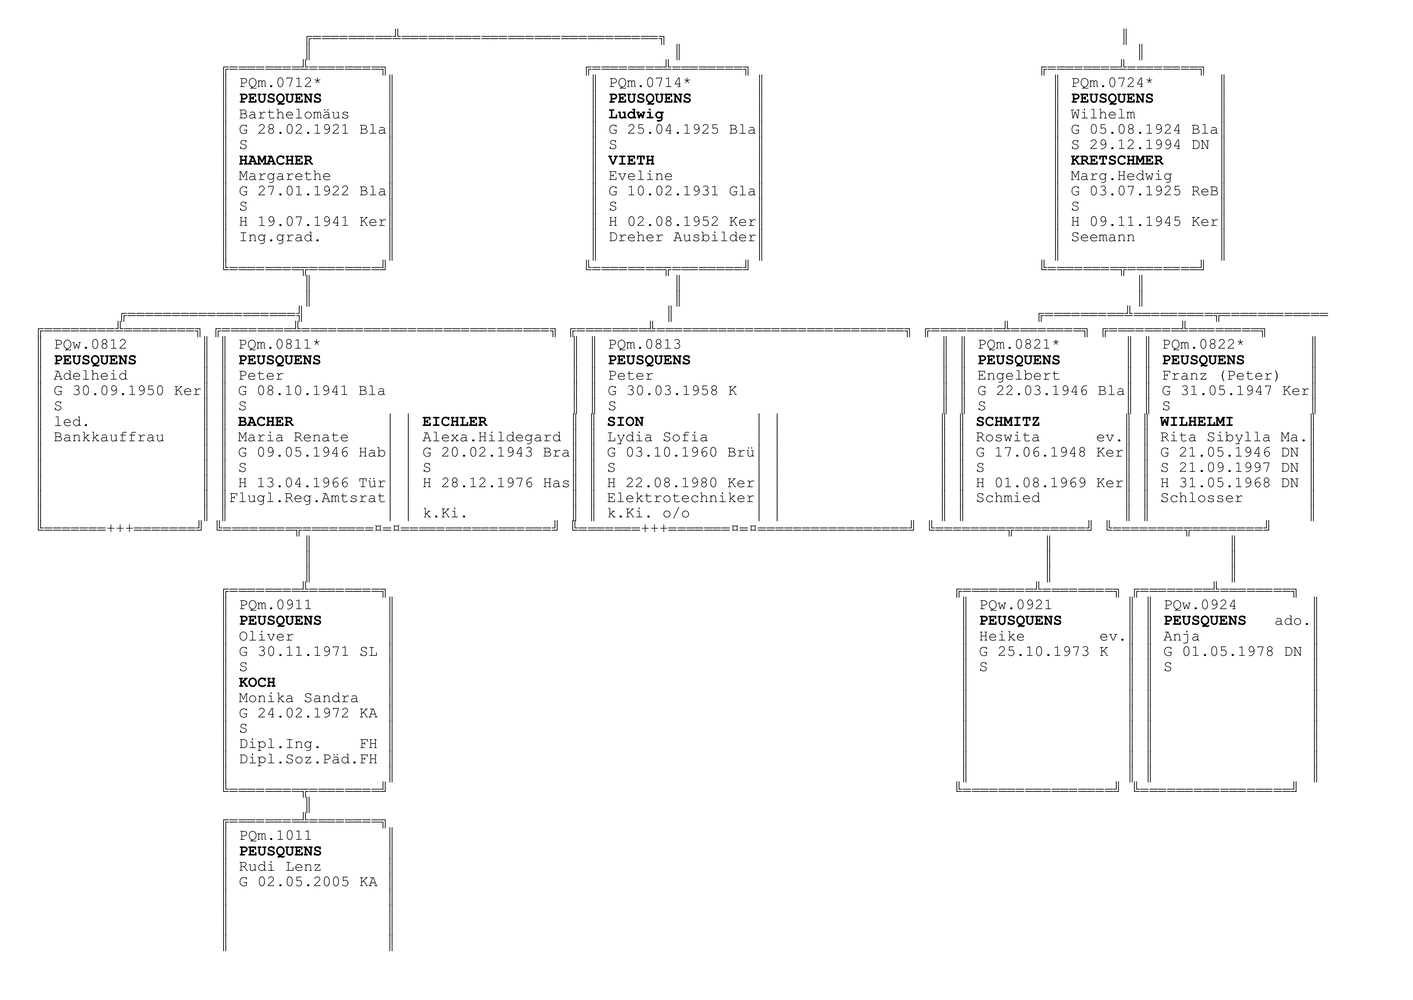 PQm.0712*
PEUSQUENS
Barthelomäus
G 28.02.1921 Bla
S
HAMACHER
Margarethe
G 27.01.1922 Bla
S
H 19.07.1941 Ker
Ing.grad.
PQm.0714*
PEUSQUENS
Ludwig
G 25.04.1925 Bla
S
VIETH
Eveline
G 10.02.1931 Gla
S
H 02.08.1952 Ker
Dreher Ausbilder
PQm.0724*
PEUSQUENS
Wilhelm
G 05.08.1924 Bla
S 29.12.1994 DN
KRETSCHMER
Marg.Hedwig
G 03.07.1925 ReB
S
H 09.11.1945 Ker
Seemann
PQw.0812
PEUSQUENS
Adelheid
G 30.09.1950 Ker
S
led.
Bankkauffrau
+++
PQm.0811*
PEUSQUENS
Peter
G 08.10.1941 Bla
S
BACHER
Maria Renate
G 09.05.1946 Hab
S
H 13.04.1966 Tür
Flugl.Reg.Amtsrat
EICHLER
Alexa.Hildegard
G 20.02.1943 Bra
S
H 28.12.1976 Has
k.Ki.
¤=¤
PQm.0813
PEUSQUENS
Peter
G 30.03.1958 K
S
SION
Lydia Sofia
G 03.10.1960 Brü
S
H 22.08.1980 Ker
Elektrotechniker
k.Ki. o/o
+++ ¤=¤
PQm.0821*
PEUSQUENS
Engelbert
G 22.03.1946 Bla
S
SCHMITZ
Roswita ev.
G 17.06.1948 Ker
S
H 01.08.1969 Ker
Schmied
PQm.0822*
PEUSQUENS
Franz (Peter)
G 31.05.1947 Ker
S
WILHELMI
Rita Sibylla Ma.
G 21.05.1946 DN
S 21.09.1997 DN
H 31.05.1968 DN
Schlosser
PQm.0911
PEUSQUENS
Oliver
G 30.11.1971 SL
S
KOCH
Monika Sandra
G 24.02.1972 KA
S
Dipl.Ing. FH
Dipl.Soz.Päd.FH
PQw.0921
PEUSQUENS
Heike ev.
G 25.10.1973 K
S
PQw.0924
PEUSQUENS ado.
Anja
G 01.05.1978 DN
S
PQm.1011
PEUSQUENS
Rudi Lenz
G 02.05.2005 KA